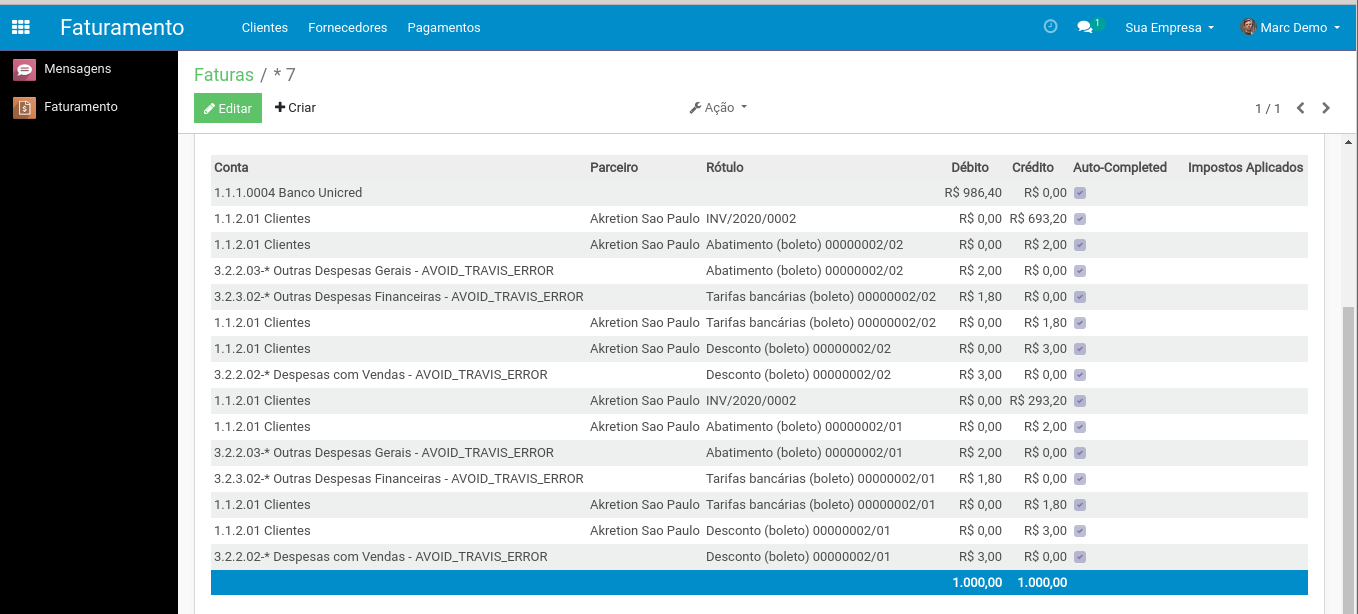 Faturamento Clientes Fornecedores Pagamentos 1 Sua Empresa Marc Demo
Mensagens
Faturamento
Faturas / * 7
Editar Criar Ação 1 / 1
Conta Parceiro Rótulo Débito Crédito Auto-Completed Impostos Aplicados
1.1.1.0004 Banco Unicred R$ 986,40 R$ 0,00
1.1.2.01 Clientes Akretion Sao Paulo INV/2020/0002 R$ 0,00 R$ 693,20
1.1.2.01 Clientes Akretion Sao Paulo Abatimento (boleto) 00000002/02 R$ 0,00 R$ 2,00
3.2.2.03-* Outras Despesas Gerais - AVOID_TRAVIS_ERROR Abatimento (boleto) 00000002/02 R$ 2,00 R$ 0,00
3.2.3.02-* Outras Despesas Financeiras - AVOID_TRAVIS_ERROR Tarifas bancárias (boleto) 00000002/02 R$ 1,80 R$ 0,00
1.1.2.01 Clientes Akretion Sao Paulo Tarifas bancárias (boleto) 00000002/02 R$ 0,00 R$ 1,80
1.1.2.01 Clientes Akretion Sao Paulo Desconto (boleto) 00000002/02 R$ 0,00 R$ 3,00
3.2.2.02-* Despesas com Vendas - AVOID_TRAVIS_ERROR Desconto (boleto) 00000002/02 R$ 3,00 R$ 0,00
1.1.2.01 Clientes Akretion Sao Paulo INV/2020/0002 R$ 0,00 R$ 293,20
1.1.2.01 Clientes Akretion Sao Paulo Abatimento (boleto) 00000002/01 R$ 0,00 R$ 2,00
3.2.2.03-* Outras Despesas Gerais - AVOID_TRAVIS_ERROR Abatimento (boleto) 00000002/01 R$ 2,00 R$ 0,00
3.2.3.02-* Outras Despesas Financeiras - AVOID_TRAVIS_ERROR Tarifas bancárias (boleto) 00000002/01 R$ 1,80 R$ 0,00
1.1.2.01 Clientes Akretion Sao Paulo Tarifas bancárias (boleto) 00000002/01 R$ 0,00 R$ 1,80
1.1.2.01 Clientes Akretion Sao Paulo Desconto (boleto) 00000002/01 R$ 0,00 R$ 3,00
3.2.2.02-* Despesas com Vendas - AVOID_TRAVIS_ERROR Desconto (boleto) 00000002/01 R$ 3,00 R$ 0,00
1.000,00 1.000,00